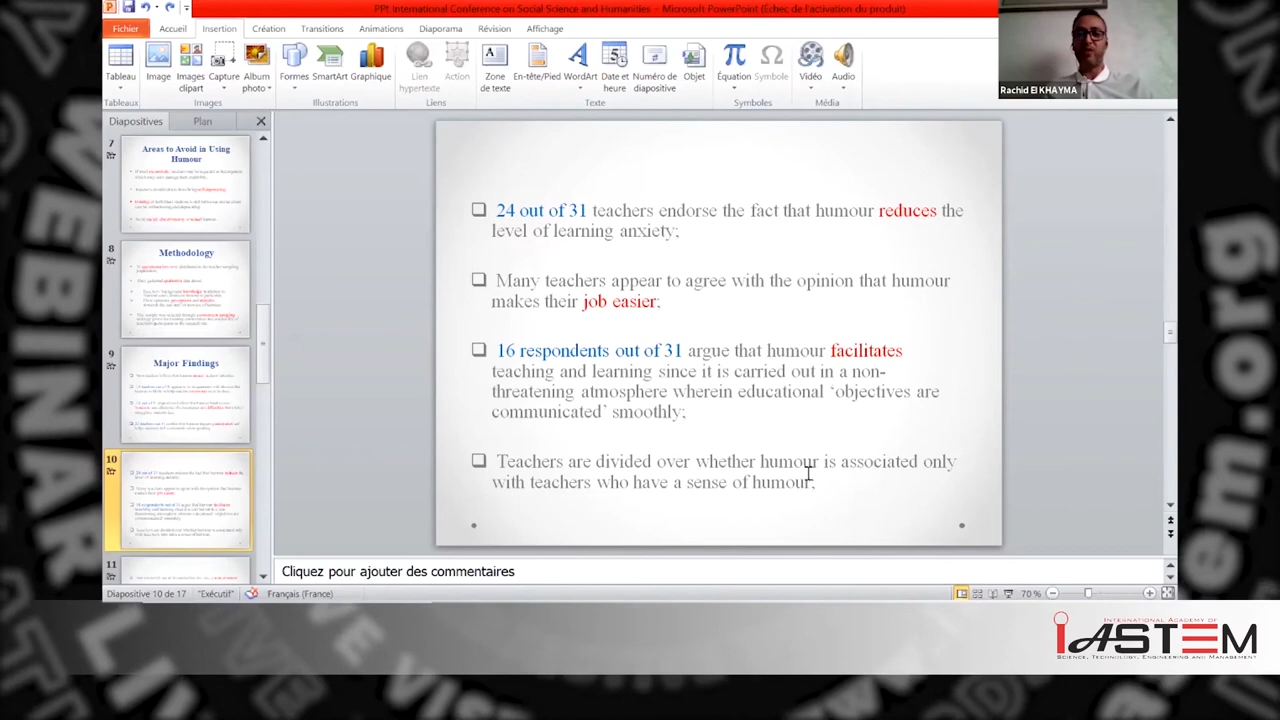 PPt International Conference on Social Science and Humanities - Microsoft PowerPoint (Échec de l'activation du produit)
Fichier Accueil Insertion Création Transitions Animations Diaporama Révision Affichage
Tableau Image Images clipart Capture Album photo Formes SmartArt Graphique Lien hypertexte Action Zone de texte En-tête/Pied WordArt Date et heure Numéro de diapositive Objet Équation Symbole Vidéo Audio
Tableaux Images Illustrations Liens Texte Symboles Média
Rachid El KHAYMA
Diapositives Plan
7
Areas to Avoid in Using
Humour
8
Methodology
9
Major Findings
10
11
24 out of 31 teachers endorse the fact that humour reduces the
level of learning anxiety;
Many teachers appear to agree with the opinion that humour
makes their job easier;
16 respondents out of 31 argue that humour facilitates
teaching and learning since it is carried out in a non-
threatening atmosphere wherein educational ‘objectives are
communicated’ smoothly;
Teachers are divided over whether humour is associated only
with teachers who have a sense of humour;
Cliquez pour ajouter des commentaires
Diapositive 10 de 17 "Exécutif" Français (France) 70 %
INTERNATIONAL ACADEMY OF
iASTEM
SCIENCE, TECHNOLOGY, ENGINEERING AND MANAGEMENT
WEBINAR